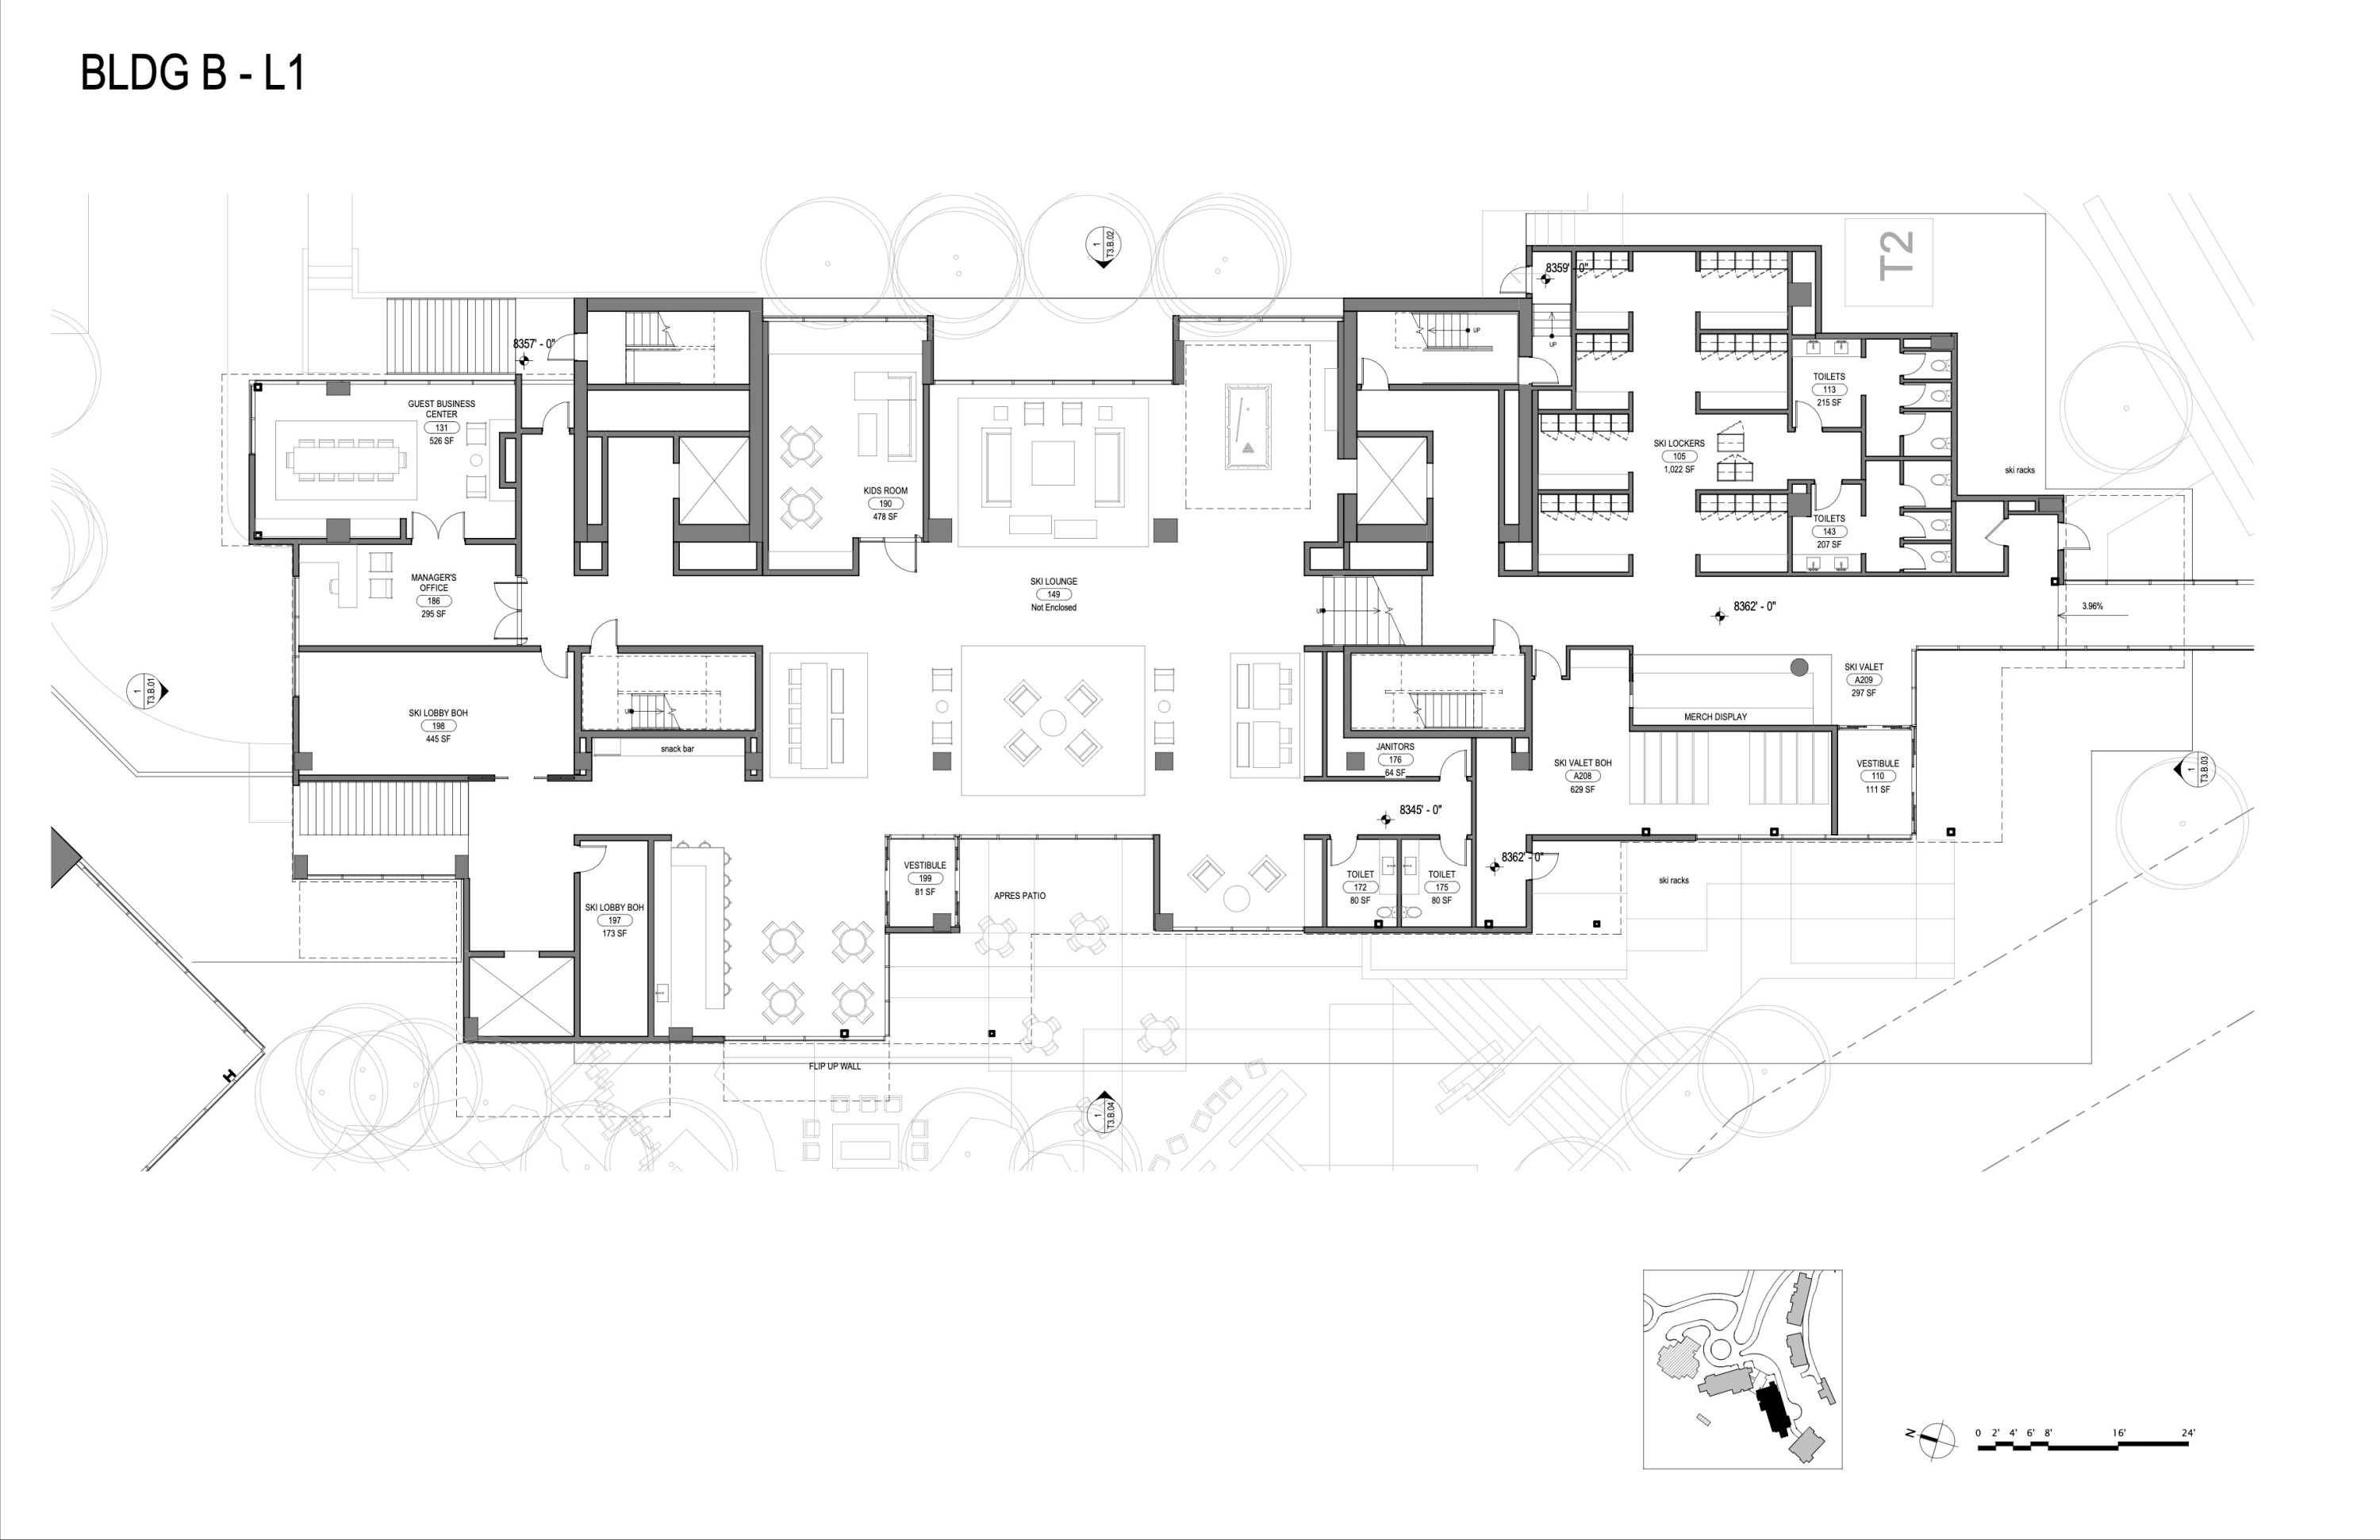 BLDG B - L1
1
T3.B.02
T2
8359' - 0"
UP
UP
8357' - 0"
GUEST BUSINESS
CENTER
131
526 SF
TOILETS
113
215 SF
SKI LOCKERS
105
1,022 SF
ski racks
KIDS ROOM
190
478 SF
TOILETS
143
207 SF
MANAGER'S
OFFICE
186
295 SF
SKI LOUNGE
149
Not Enclosed
8362' - 0"
3.96%
1
T3.B.01
SKI LOBBY BOH
198
445 SF
snack bar
SKI VALET
A209
297 SF
MERCH DISPLAY
JANITORS
176
64 SF
SKI VALET BOH
A208
629 SF
VESTIBULE
110
111 SF
1
T3.B.03
8345' - 0"
8362' - 0"
VESTIBULE
199
81 SF
APRES PATIO
TOILET
172
80 SF
TOILET
175
80 SF
ski racks
SKI LOBBY BOH
197
173 SF
FLIP UP WALL
1
T3.B.04
N
0 2' 4' 6' 8' 16' 24'